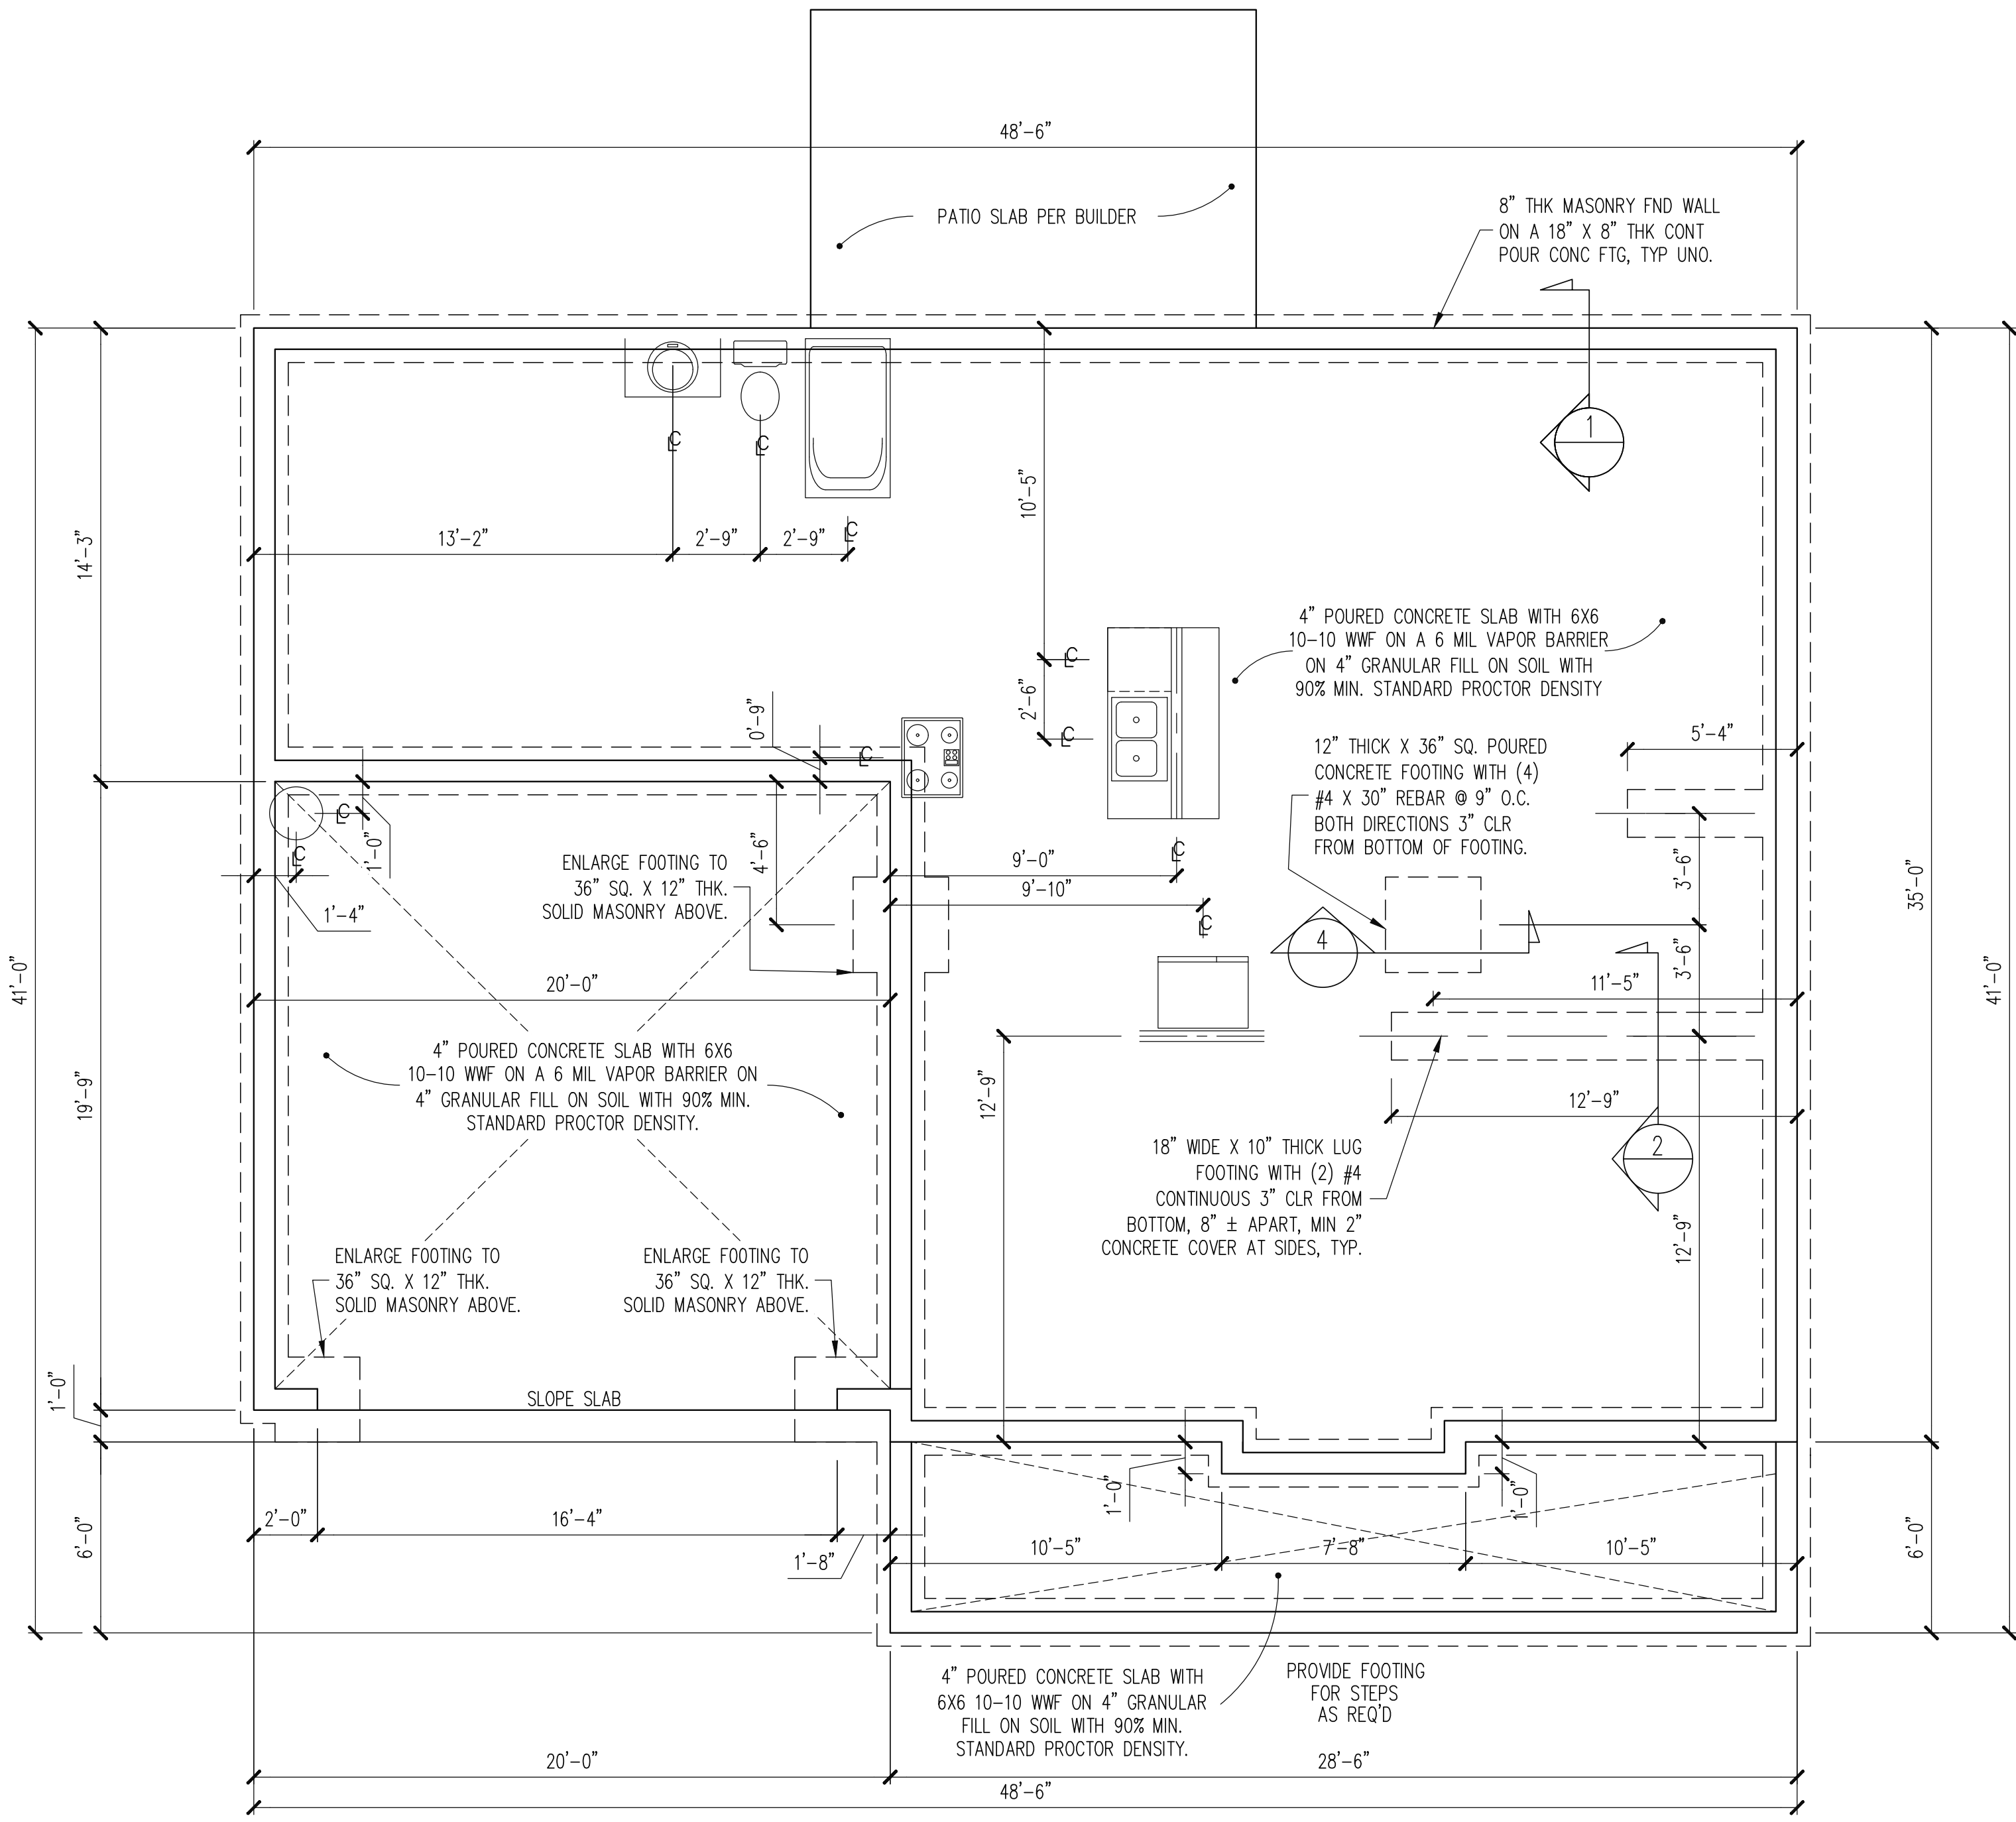 48'-6"
PATIO SLAB PER BUILDER
8" THK MASONRY FND WALL
ON A 18" X 8" THK CONT
POUR CONC FTG, TYP UNO.
1
14'-3"
13'-2"
2'-9"
2'-9"
CL
CL
CL
10'-5"
2'-6"
CL
CL
4" POURED CONCRETE SLAB WITH 6X6
10-10 WWF ON A 6 MIL VAPOR BARRIER
ON 4" GRANULAR FILL ON SOIL WITH
90% MIN. STANDARD PROCTOR DENSITY
0'-9"
CL
5'-4"
12" THICK X 36" SQ. POURED
CONCRETE FOOTING WITH (4)
#4 X 30" REBAR @ 9" O.C.
BOTH DIRECTIONS 3" CLR
FROM BOTTOM OF FOOTING.
CL
CL
1'-0"
1'-4"
ENLARGE FOOTING TO
36" SQ. X 12" THK.
SOLID MASONRY ABOVE.
4'-6"
9'-0"
CL
9'-10"
CL
3'-6"
3'-6"
35'-0"
41'-0"
41'-0"
4
20'-0"
11'-5"
4" POURED CONCRETE SLAB WITH 6X6
10-10 WWF ON A 6 MIL VAPOR BARRIER ON
4" GRANULAR FILL ON SOIL WITH 90% MIN.
STANDARD PROCTOR DENSITY.
19'-9"
12'-9"
12'-9"
2
18" WIDE X 10" THICK LUG
FOOTING WITH (2) #4
CONTINUOUS 3" CLR FROM
BOTTOM, 8" ± APART, MIN 2"
CONCRETE COVER AT SIDES, TYP.
12'-9"
ENLARGE FOOTING TO
36" SQ. X 12" THK.
SOLID MASONRY ABOVE.
ENLARGE FOOTING TO
36" SQ. X 12" THK.
SOLID MASONRY ABOVE.
SLOPE SLAB
1'-0"
1'-0"
1'-0"
6'-0"
2'-0"
16'-4"
1'-8"
10'-5"
7'-8"
10'-5"
6'-0"
4" POURED CONCRETE SLAB WITH
6X6 10-10 WWF ON 4" GRANULAR
FILL ON SOIL WITH 90% MIN.
STANDARD PROCTOR DENSITY.
PROVIDE FOOTING
FOR STEPS
AS REQ'D
20'-0"
28'-6"
48'-6"